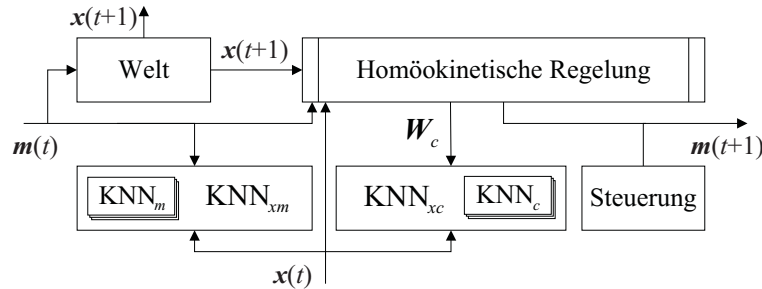 x(t+1)
Welt
x(t+1)
Homöokinetische Regelung
m(t)
W_c
m(t+1)
KNN_m
KNN_xm
KNN_xc
KNN_c
Steuerung
x(t)